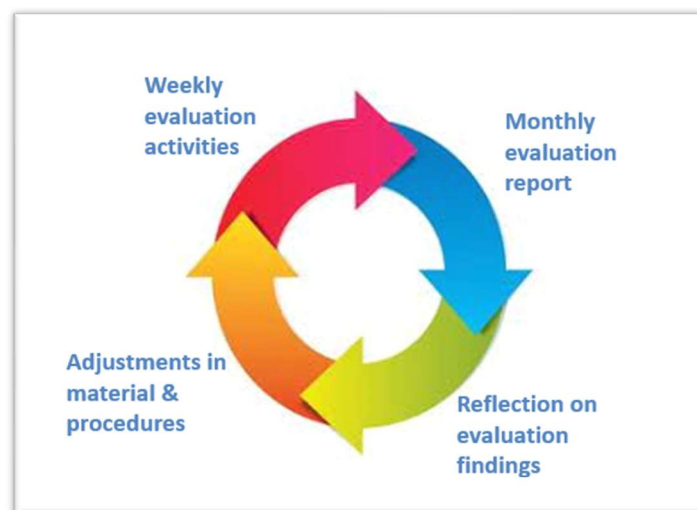 Weekly
evaluation
activities
Monthly
evaluation
report
Adjustments in
material &
procedures
Reflection on
evaluation
findings